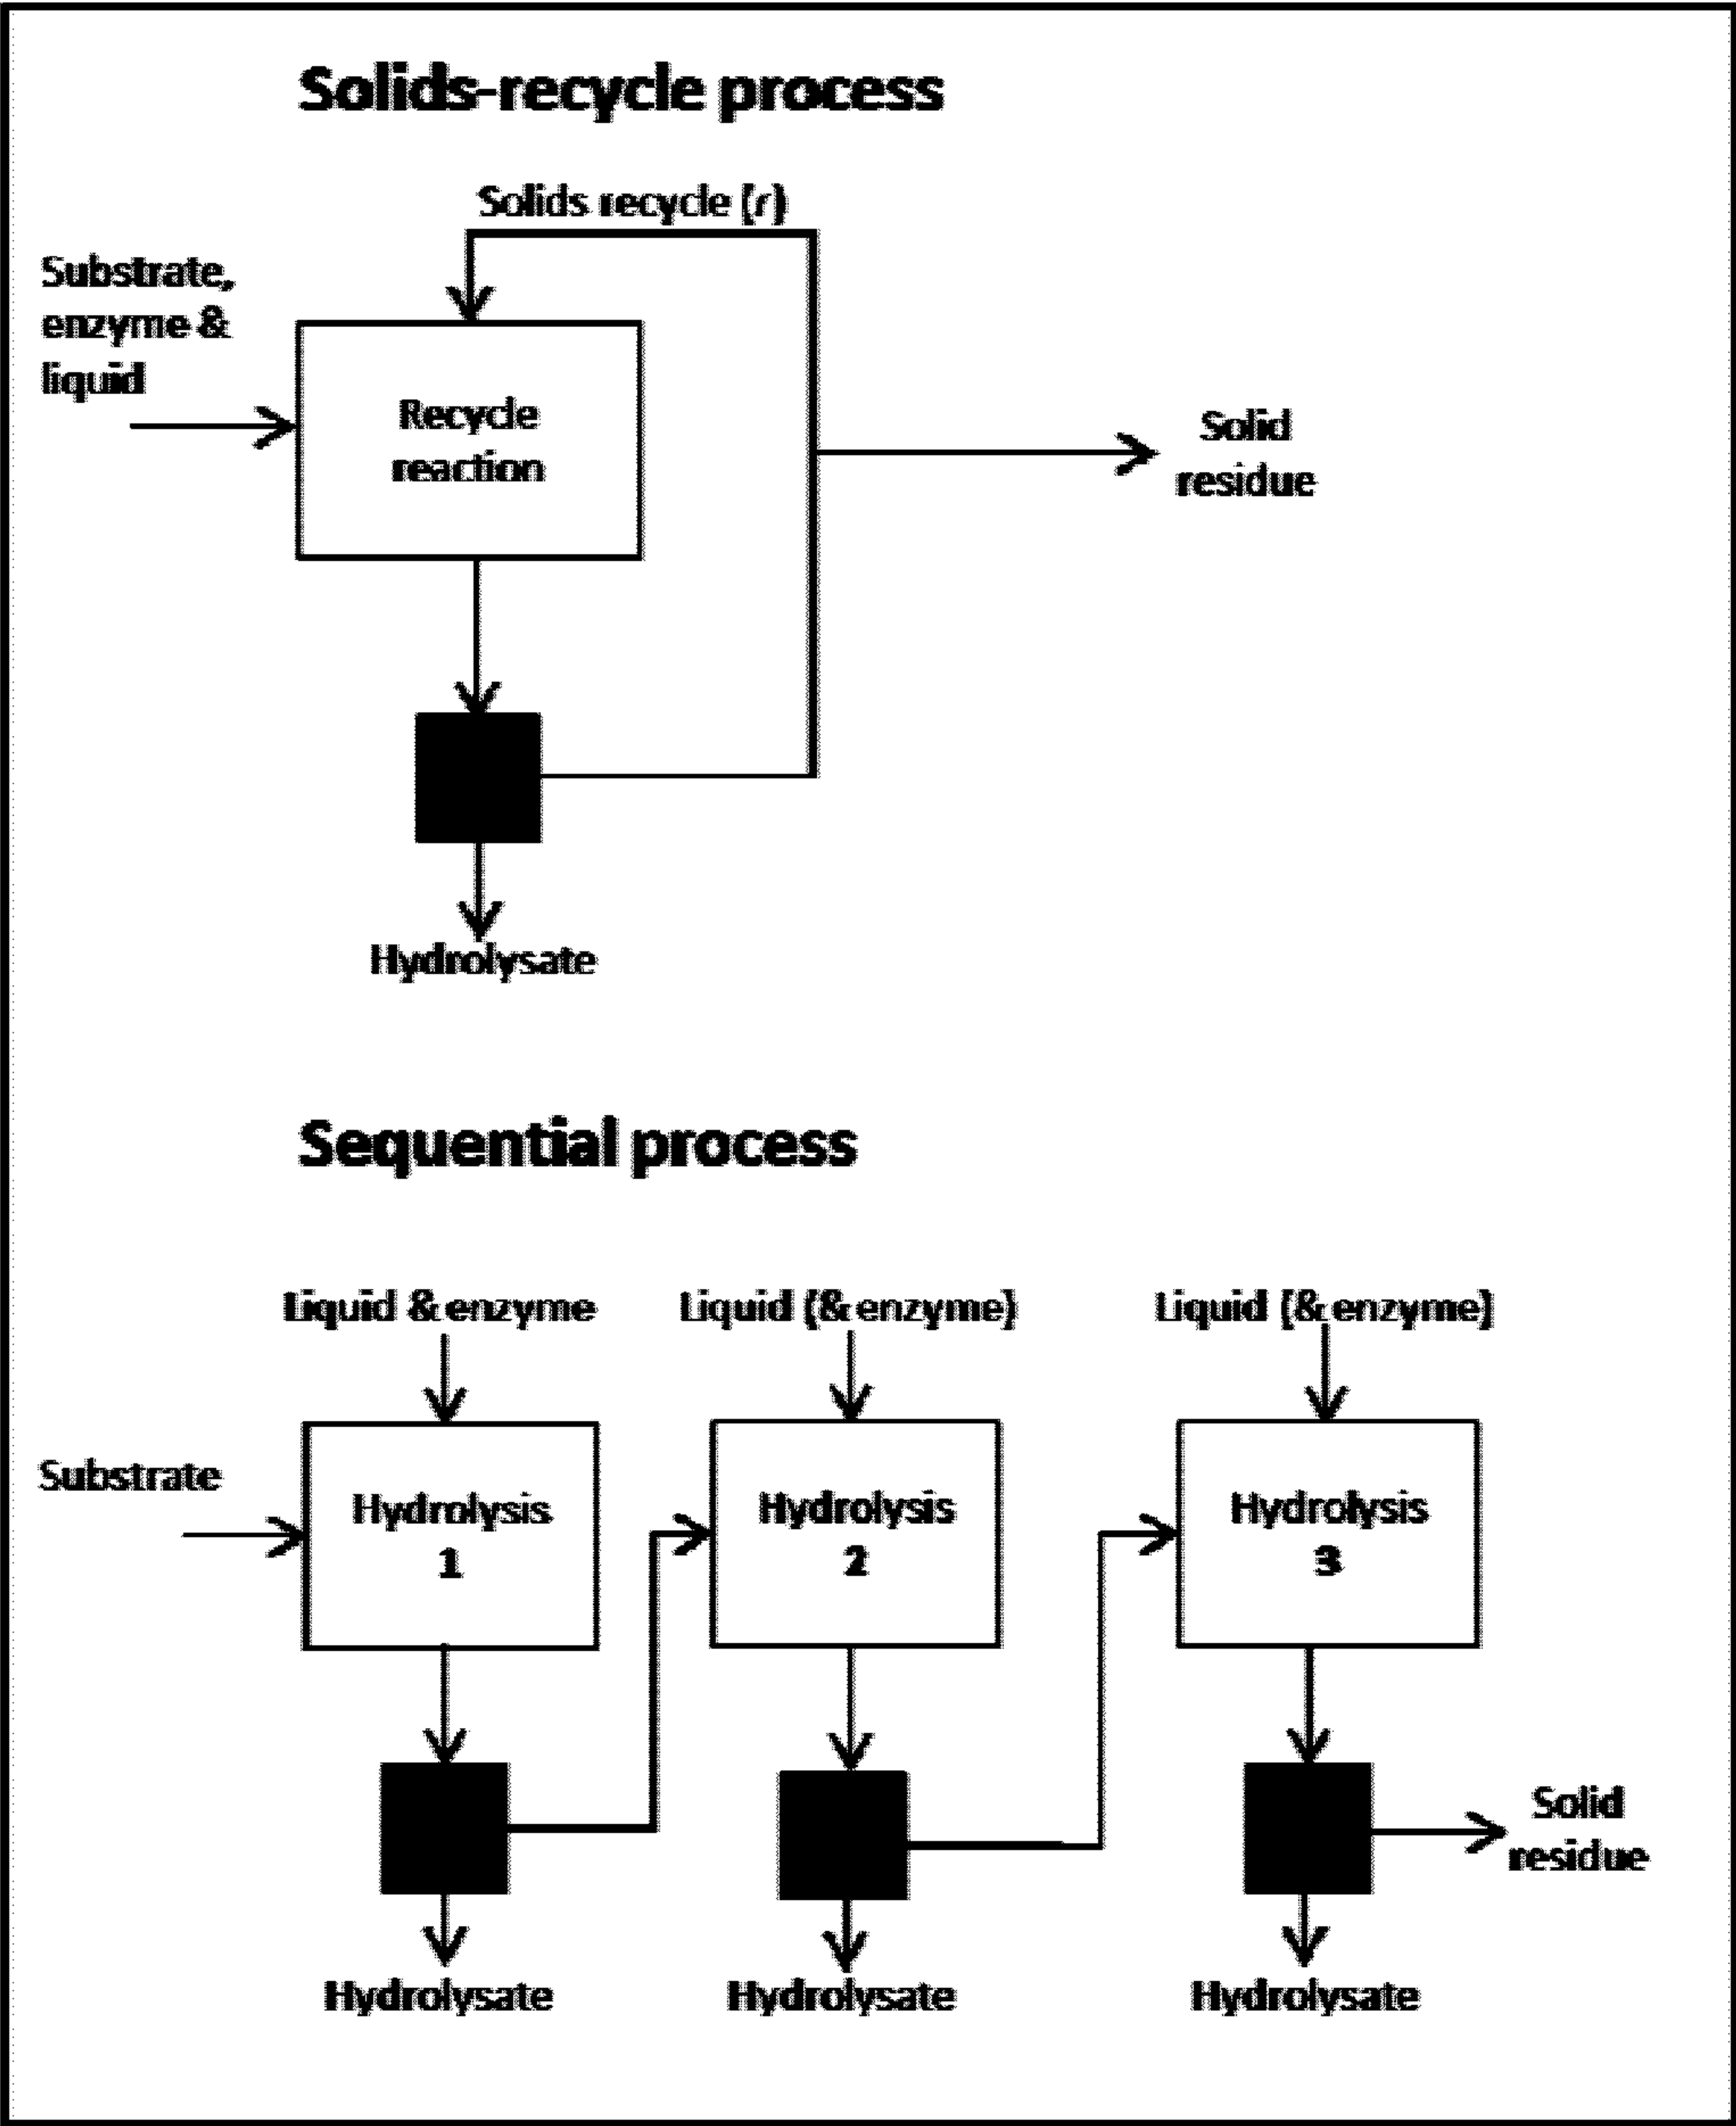 Solids-recycle process
Solids recycle (r)
Substrate,
enzyme &
liquid
Recycle
reaction
Solid
residue
Hydrolysate
Sequential process
Liquid & enzyme
Liquid (& enzyme)
Liquid (& enzyme)
Substrate
Hydrolysis
1
Hydrolysis
2
Hydrolysis
3
Solid
residue
Hydrolysate
Hydrolysate
Hydrolysate